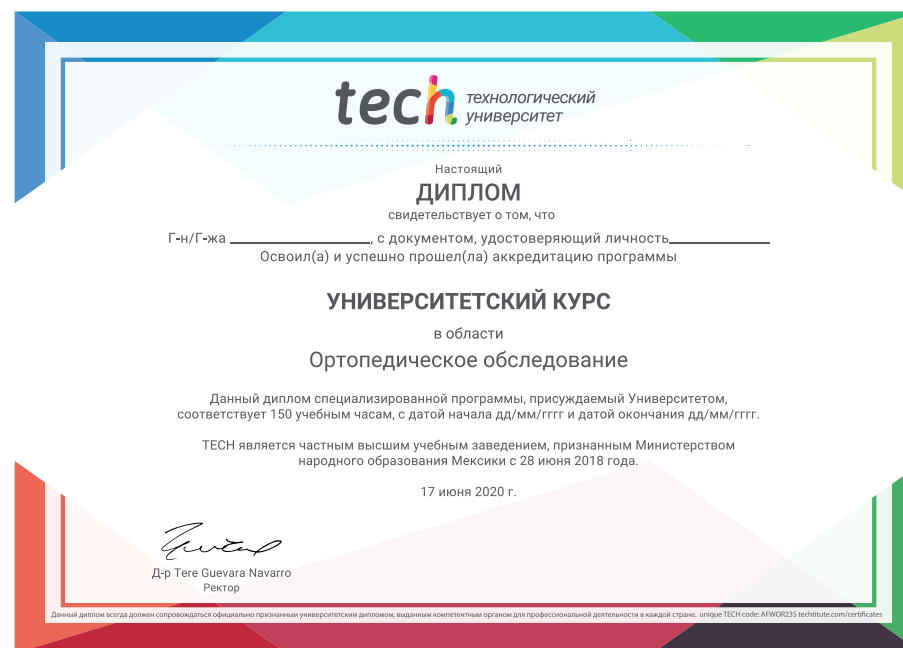 tech технологический
университет
Настоящий
ДИПЛОМ
свидетельствует о том, что
Г-н/Г-жа ____________________, с документом, удостоверяющий личность______________
Освоил(а) и успешно прошел(ла) аккредитацию программы
УНИВЕРСИТЕТСКИЙ КУРС
в области
Ортопедическое обследование
Данный диплом специализированной программы, присуждаемый Университетом,
соответствует 150 учебным часам, с датой начала дд/мм/гггг и датой окончания дд/мм/гггг.
TECH является частным высшим учебным заведением, признанным Министерством
народного образования Мексики с 28 июня 2018 года.
17 июня 2020 г.
Д-р Tere Guevara Navarro
Ректор
Данный диплом всегда должен сопровождаться официально признанным университетским дипломом, выданным компетентным органом для профессиональной деятельности в каждой стране. unique TECH code: AFWOR23S techtitute.com/certificates